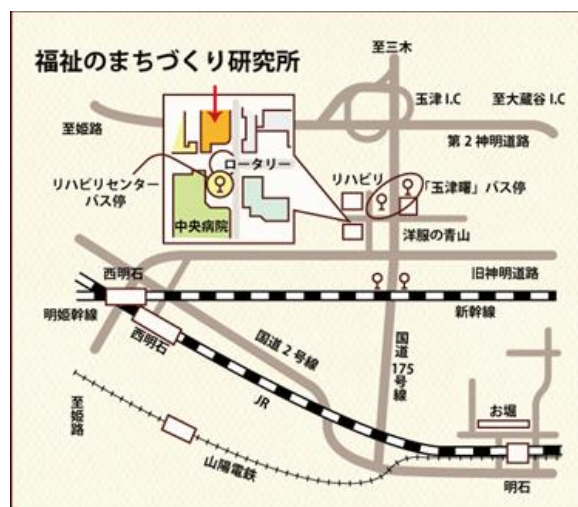 福祉のまちづくり研究所
至三木
玉津I.C
至大蔵谷I.C
至姫路
第2神明道路
ロータリー
リハビリセンター
バス停
リハビリ
「玉津曙」バス停
中央病院
洋服の青山
西明石
旧神明道路
明姫幹線
新幹線
西明石
国道2号線
国道
175
号線
JR
至姫路
お堀
山陽電鉄
明石